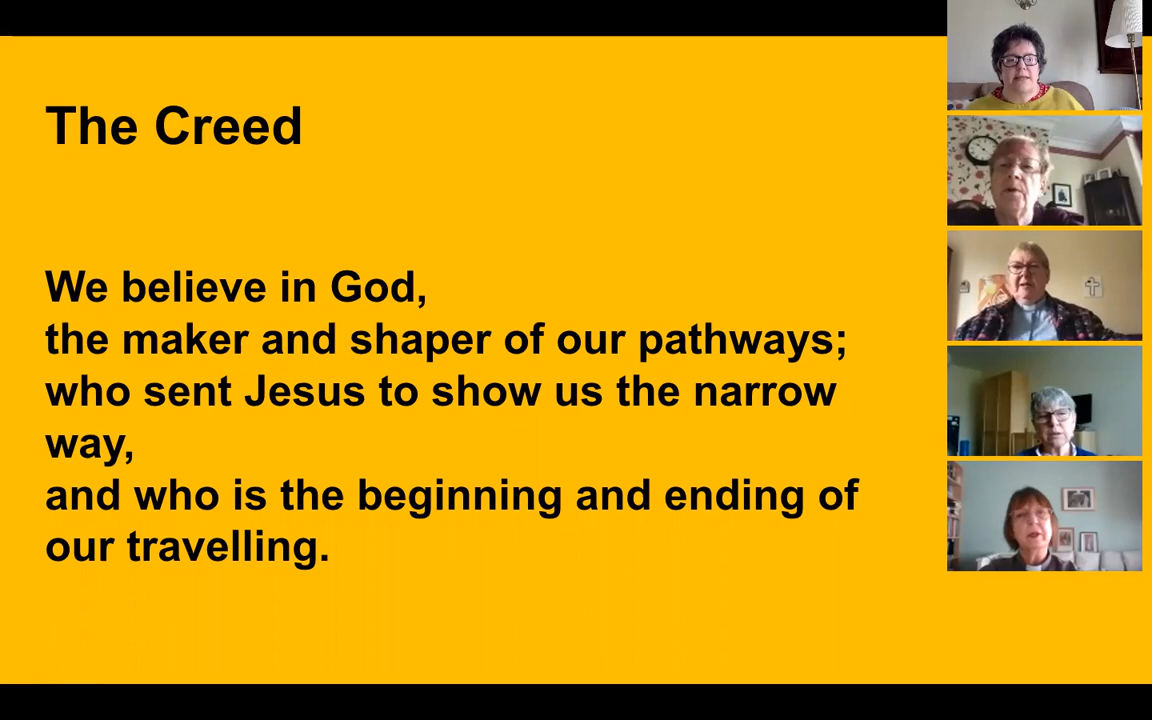 The Creed
We believe in God,
the maker and shaper of our pathways;
who sent Jesus to show us the narrow
way,
and who is the beginning and ending of
our travelling.